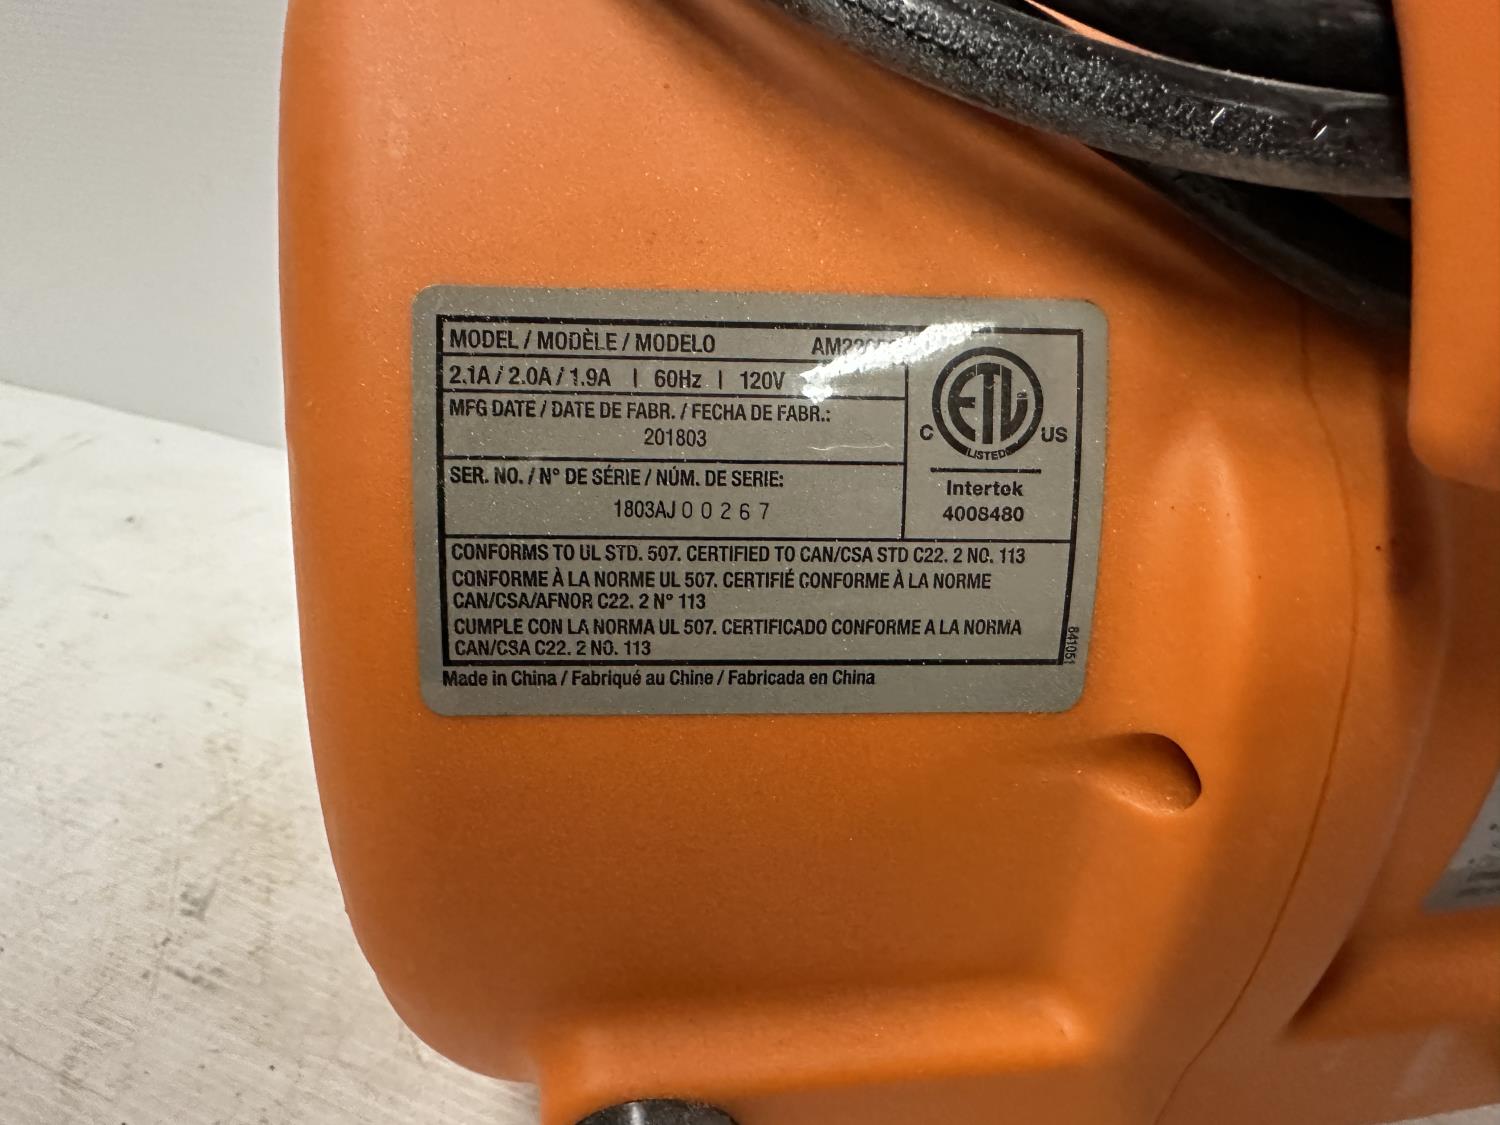 MODEL / MODÈLE / MODELO
2.1A / 2.0A / 1.9A | 60Hz | 120V
MFG DATE / DATE DE FABR. / FECHA DE FABR.:
201803
SER. NO. / N° DE SÉRIE / NÚM. DE SERIE:
1803AJ00267
ETL
C US
LISTED
Intertek
4008480
CONFORMS TO UL STD. 507. CERTIFIED TO CAN/CSA STD C22. 2 NO. 113
CONFORME À LA NORME UL 507. CERTIFIÉ CONFORME À LA NORME
CAN/CSA/AFNOR C22. 2 N° 113
CUMPLE CON LA NORMA UL 507. CERTIFICADO CONFORME A LA NORMA
CAN/CSA C22. 2 NO. 113
841051
Made in China / Fabriqué au Chine / Fabricada en China